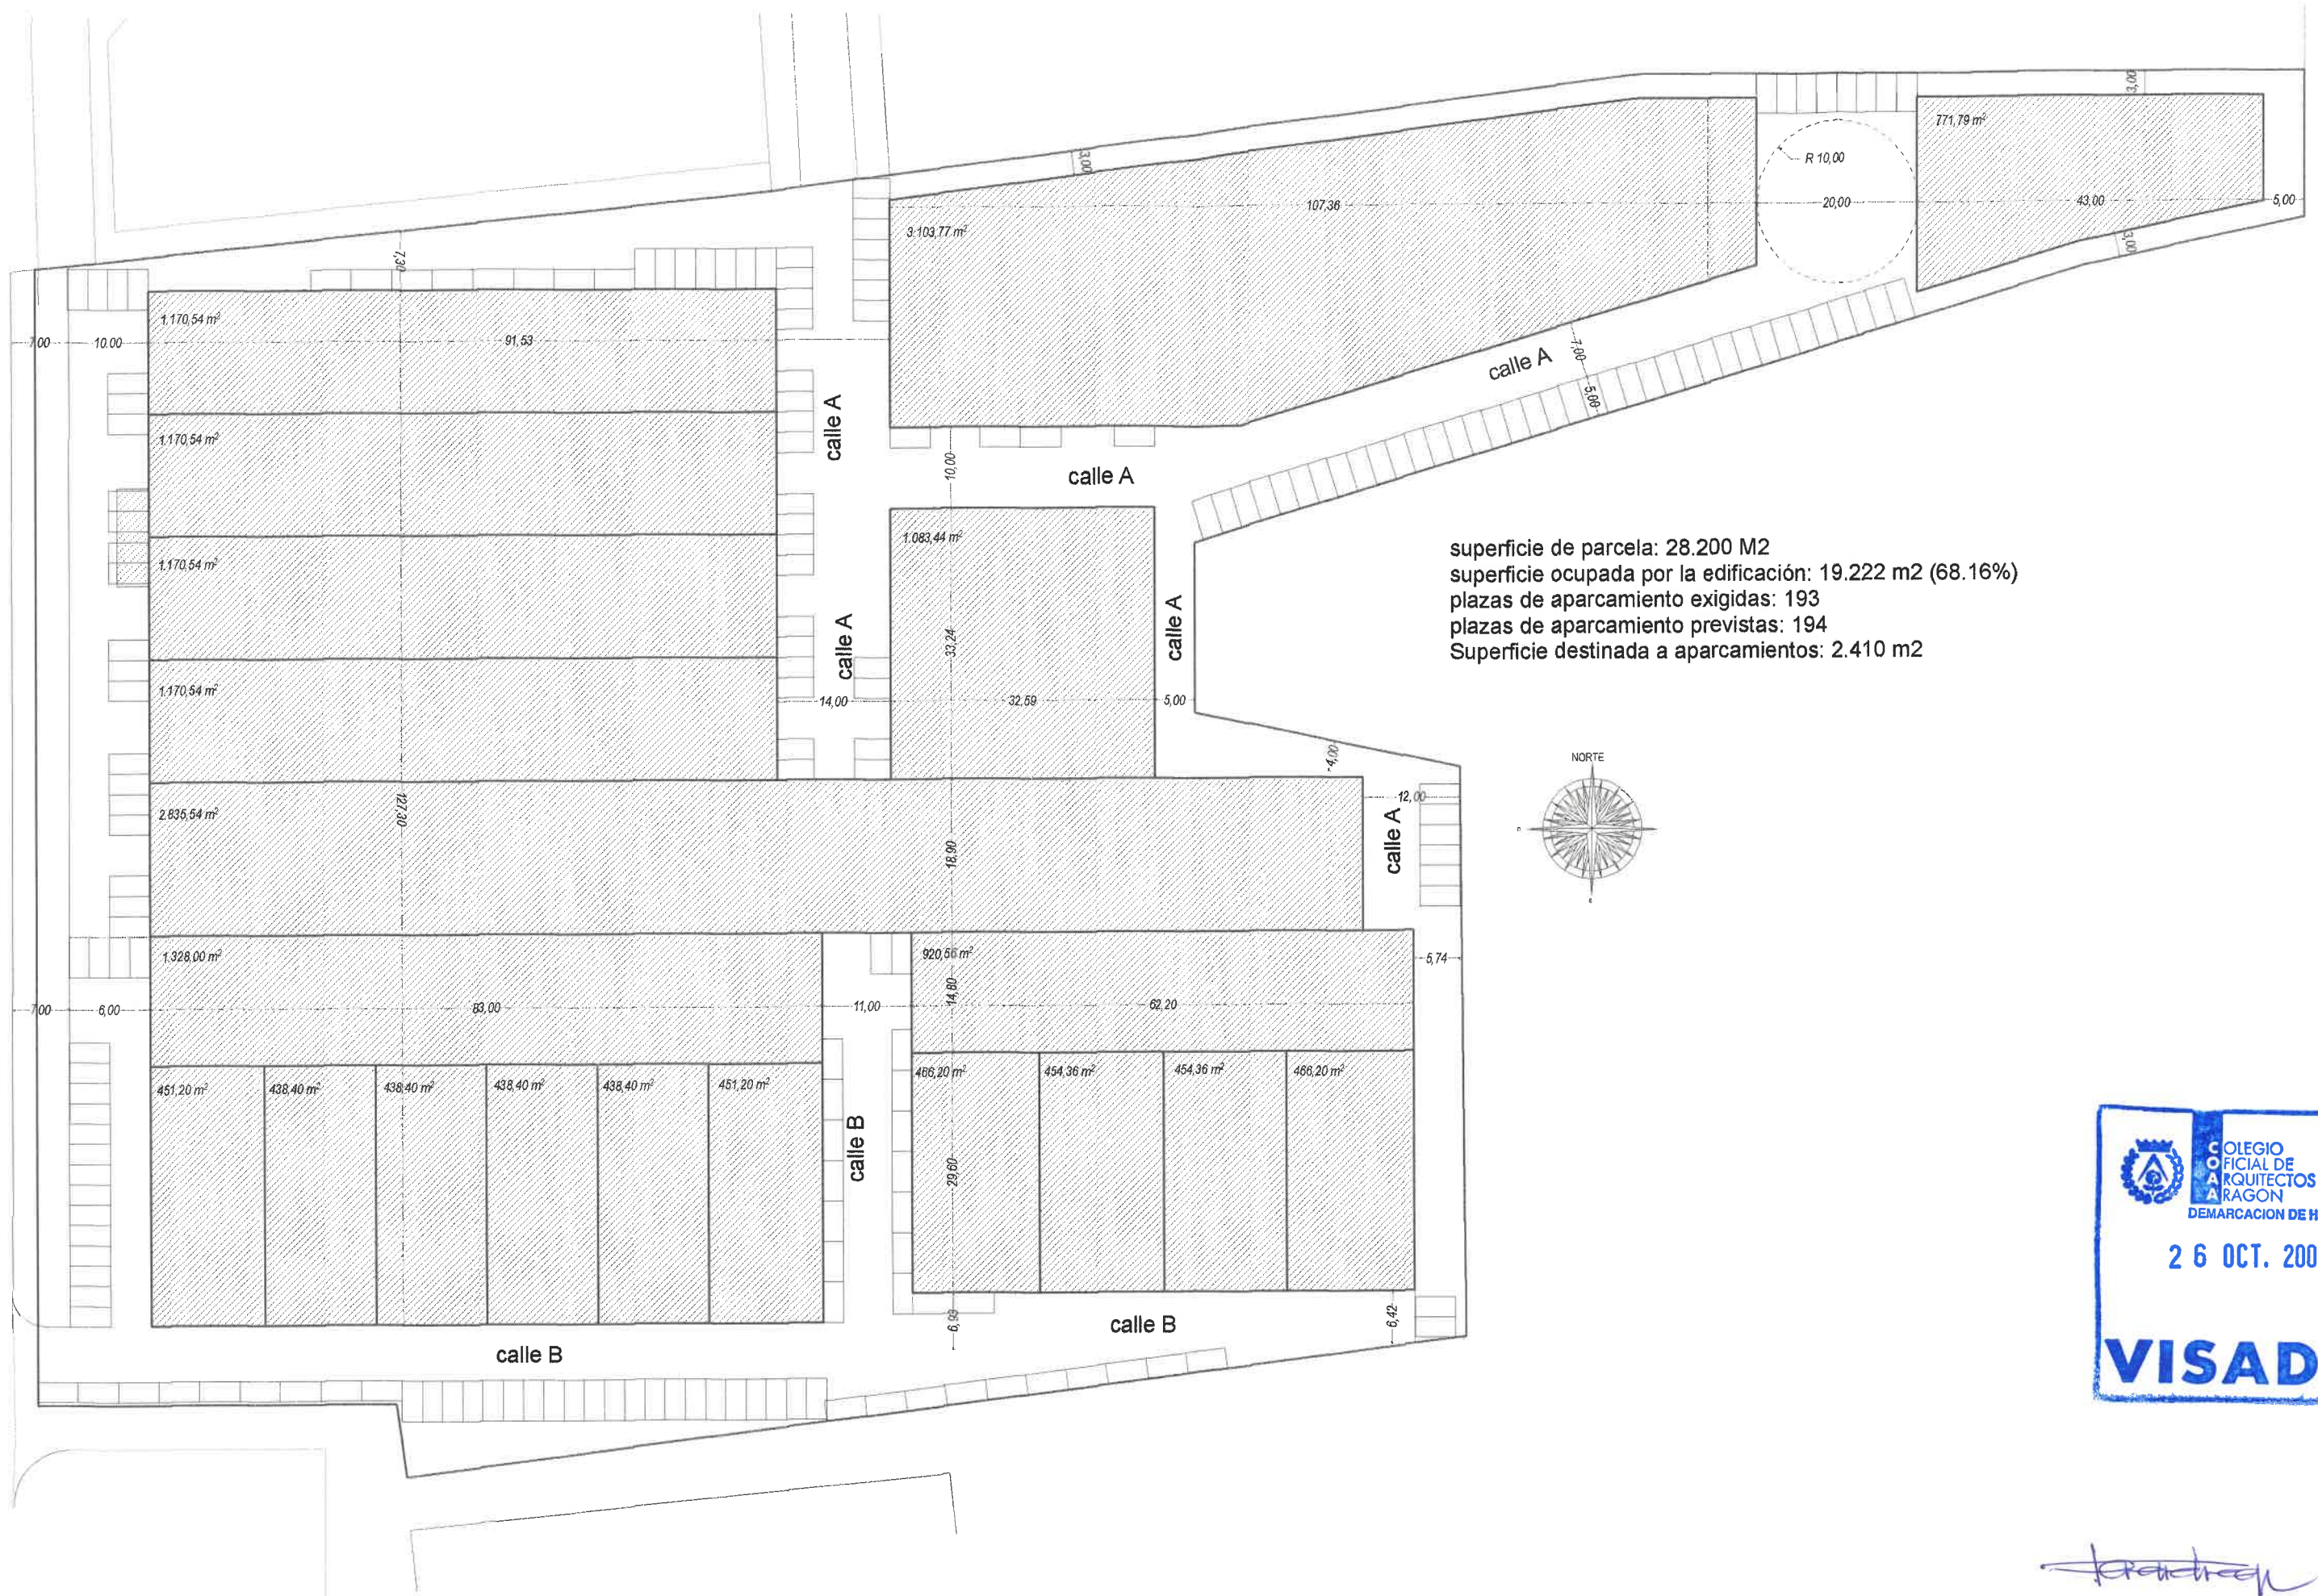 3,00
771,79 m²
3,00
R 10,00
107,36
20,00
43,00
5,00
3.103,77 m²
3,00
7,30
1.170,54 m²
7,00
10.00
91,53
calle A
7,00
5,00
calle A
1.170,54 m²
10,00
calle A
1.083,44 m²
1.170,54 m²
superficie de parcela: 28.200 M2
superficie ocupada por la edificación: 19.222 m2 (68.16%)
plazas de aparcamiento exigidas: 193
plazas de aparcamiento previstas: 194
Superficie destinada a aparcamientos: 2.410 m2
calle A
calle A
33,24
1.170,54 m²
14,00
32,59
5,00
4,00
NORTE
2.835,54 m²
127,30
12,00
calle A
18,90
1.328,00 m²
920,56 m²
5,74
14,80
7,00
6,00
83,00
11,00
62,20
451,20 m²
438,40 m²
438,40 m²
438,40 m²
438,40 m²
451,20 m²
466,20 m²
454,36 m²
454,36 m²
466,20 m²
calle B
29,60
6,93
6,42
calle B
calle B
COLEGIO
OFICIAL DE
ARQUITECTOS
ARAGON
DEMARCACION DE H
2 6 OCT. 200
VISAD